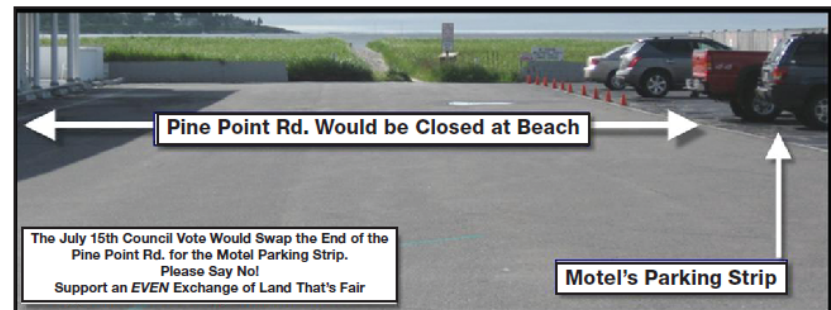 Pine Point Rd. Would be Closed at Beach
The July 15th Council Vote Would Swap the End of the
Pine Point Rd. for the Motel Parking Strip.
Please Say No!
Support an EVEN Exchange of Land That's Fair
Motel's Parking Strip